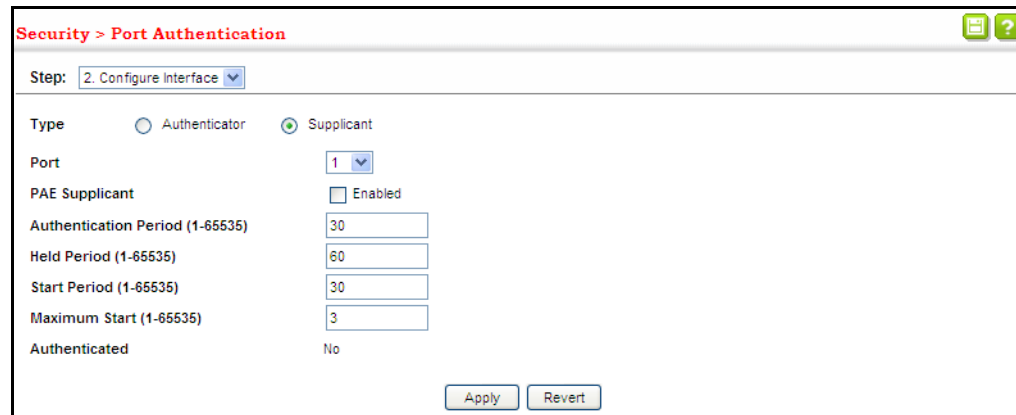 Security > Port Authentication
?
Step: 2. Configure Interface
Type Authenticator Supplicant
Port 1
PAE Supplicant Enabled
Authentication Period (1-65535) 30
Held Period (1-65535) 60
Start Period (1-65535) 30
Maximum Start (1-65535) 3
Authenticated No
Apply Revert